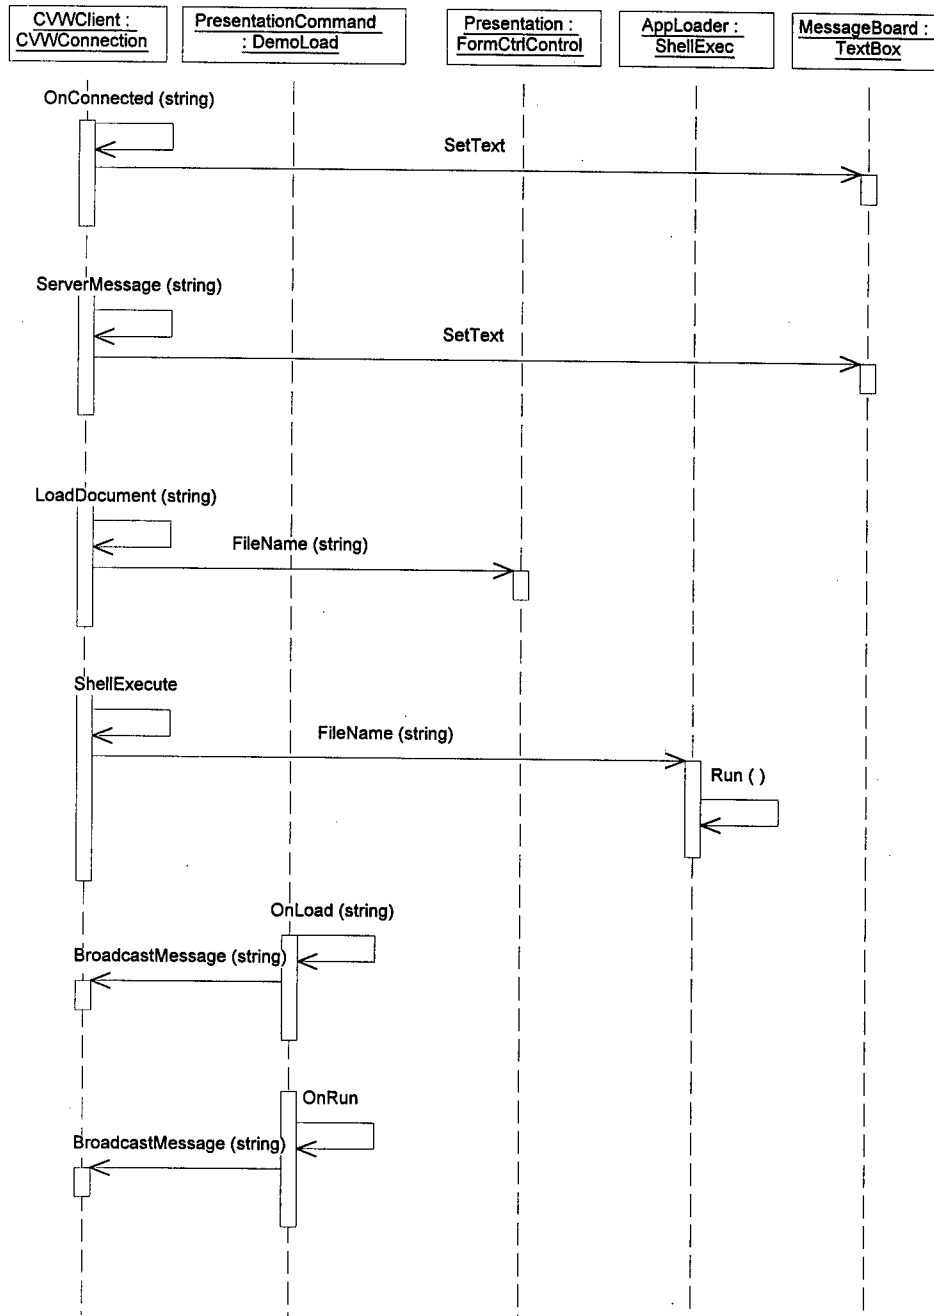 CVWClient :
CVWConnection
PresentationCommand
: DemoLoad
Presentation :
FormCtrlControl
AppLoader :
ShellExec
MessageBoard :
TextBox
OnConnected (string)
SetText
ServerMessage (string)
SetText
LoadDocument (string)
FileName (string)
ShellExecute
FileName (string)
Run ( )
OnLoad (string)
BroadcastMessage (string)
OnRun
BroadcastMessage (string)